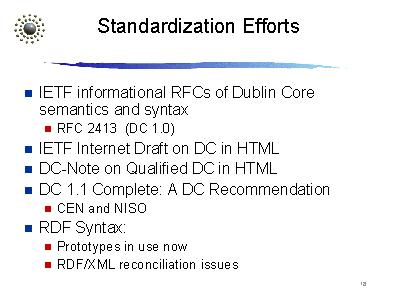 Standardization Efforts
IETF informational RFCs of Dublin Core
semantics and syntax
RFC 2413 (DC 1.0)
IETF Internet Draft on DC in HTML
DC-Note on Qualified DC in HTML
DC 1.1 Complete: A DC Recommendation
CEN and NISO
RDF Syntax:
Prototypes in use now
RDF/XML reconciliation issues